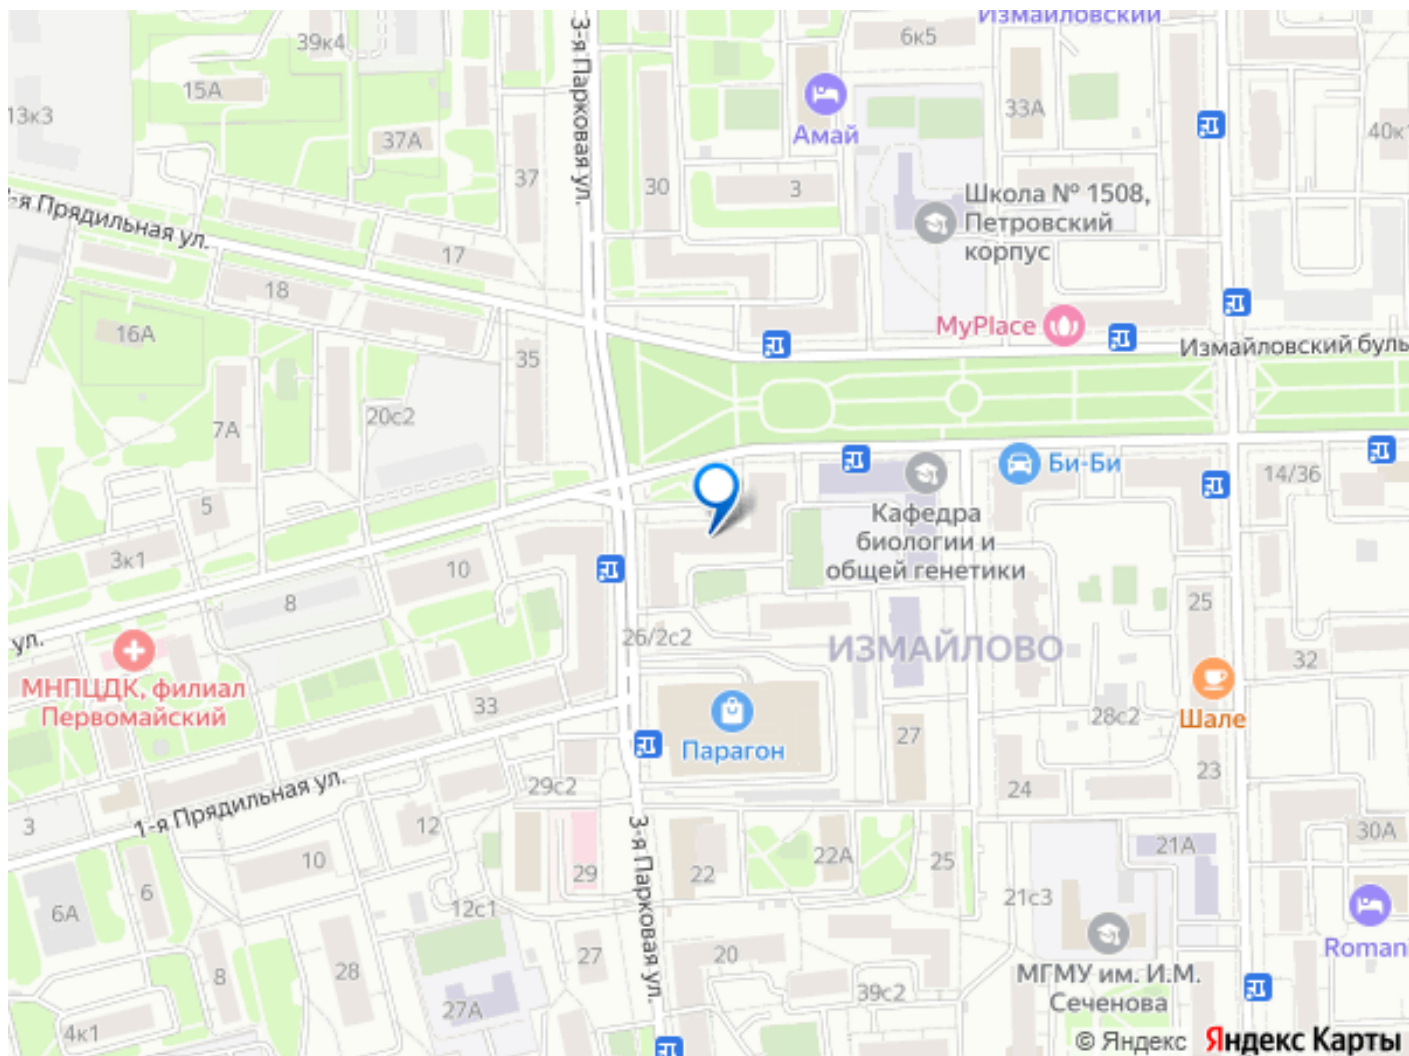 Измайловский
6к5
39к4
15А
13к3
37А
37
3-я Парковая ул.
30
3
Амай
33А
40к1
Школа № 1508,
Петровский
корпус
-я Прядильная ул.
17
18
16А
35
MyPlace
Измайловский буль
7А
20с2
5
3к1
10
8
ул.
Би-Би
14/36
Кафедра
биологии и
общей генетики
25
26/2с2
ИЗМАЙЛОВО
32
МНПЦДК, филиал
Первомайский
33
Парагон
27
28с2
Шале
23
24
29с2
1-я Прядильная ул.
3
12
10
6
6А
3-я Парковая ул.
29
22
22А
25
21А
30А
21с3
12с1
27
20
28
8
27А
4к1
39с2
МГМУ им. И.М.
Сеченова
Romani
© Яндекс Яндекс Карты